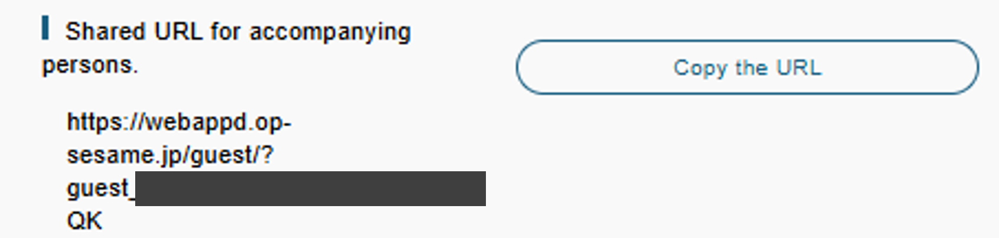 Shared URL for accompanying
persons.
Copy the URL
https://webappd.op-
sesame.jp/guest/?
guest_
QK